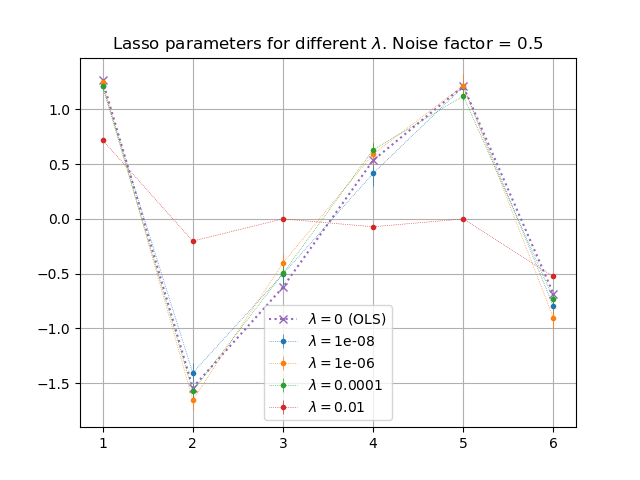 Lasso parameters for different λ. Noise factor = 0.5
1.0
0.5
0.0
−0.5
−1.0
−1.5
λ = 0 (OLS)
λ = 1e-08
λ = 1e-06
λ = 0.0001
λ = 0.01
1 2 3 4 5 6